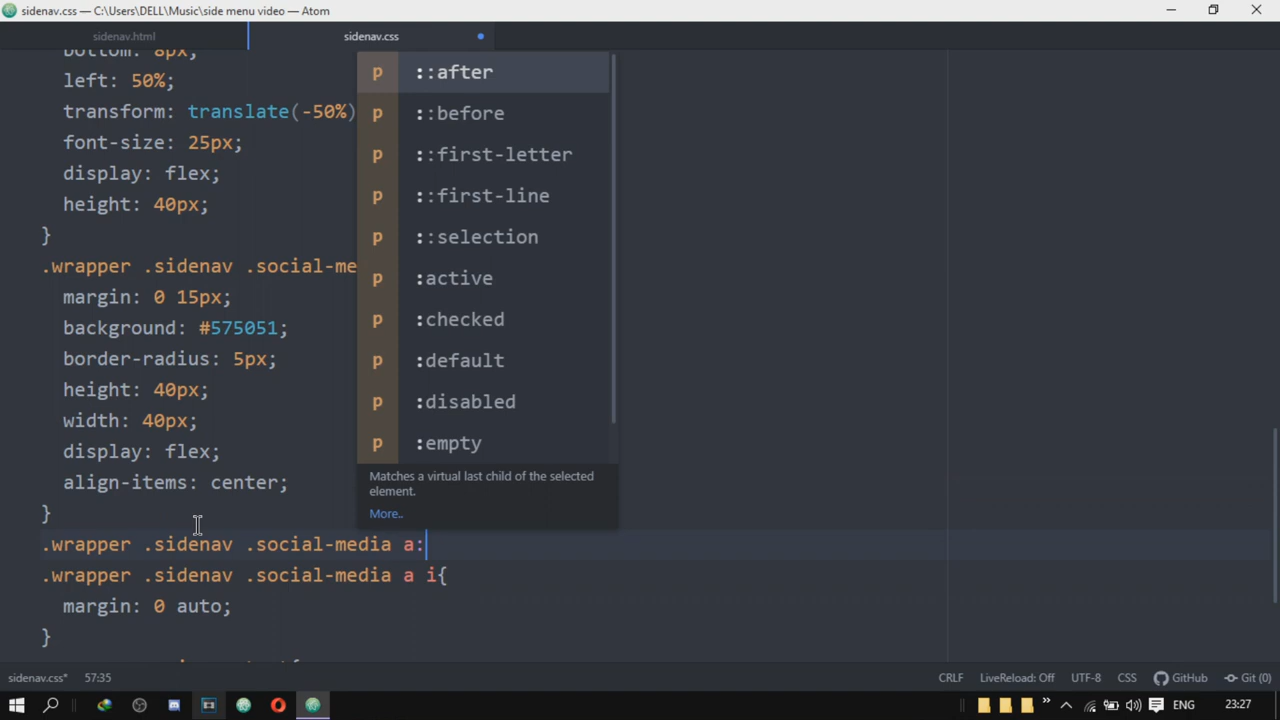 sidenav.css — C:\Users\DELL\Music\side menu video — Atom
sidenav.html
sidenav.css
bottom: 8px;
left: 50%;
transform: translate(-50%)
font-size: 25px;
display: flex;
height: 40px;
}
.wrapper .sidenav .social-me
margin: 0 15px;
background: #575051;
border-radius: 5px;
height: 40px;
width: 40px;
display: flex;
align-items: center;
}
.wrapper .sidenav .social-media a:
.wrapper .sidenav .social-media a i{
margin: 0 auto;
}
p ::after
p ::before
p ::first-letter
p ::first-line
p ::selection
p :active
p :checked
p :default
p :disabled
p :empty
Matches a virtual last child of the selected
element.
More..
sidenav.css* 57:35
CRLF LiveReload: Off UTF-8 CSS GitHub Git (0)
ENG 23:27